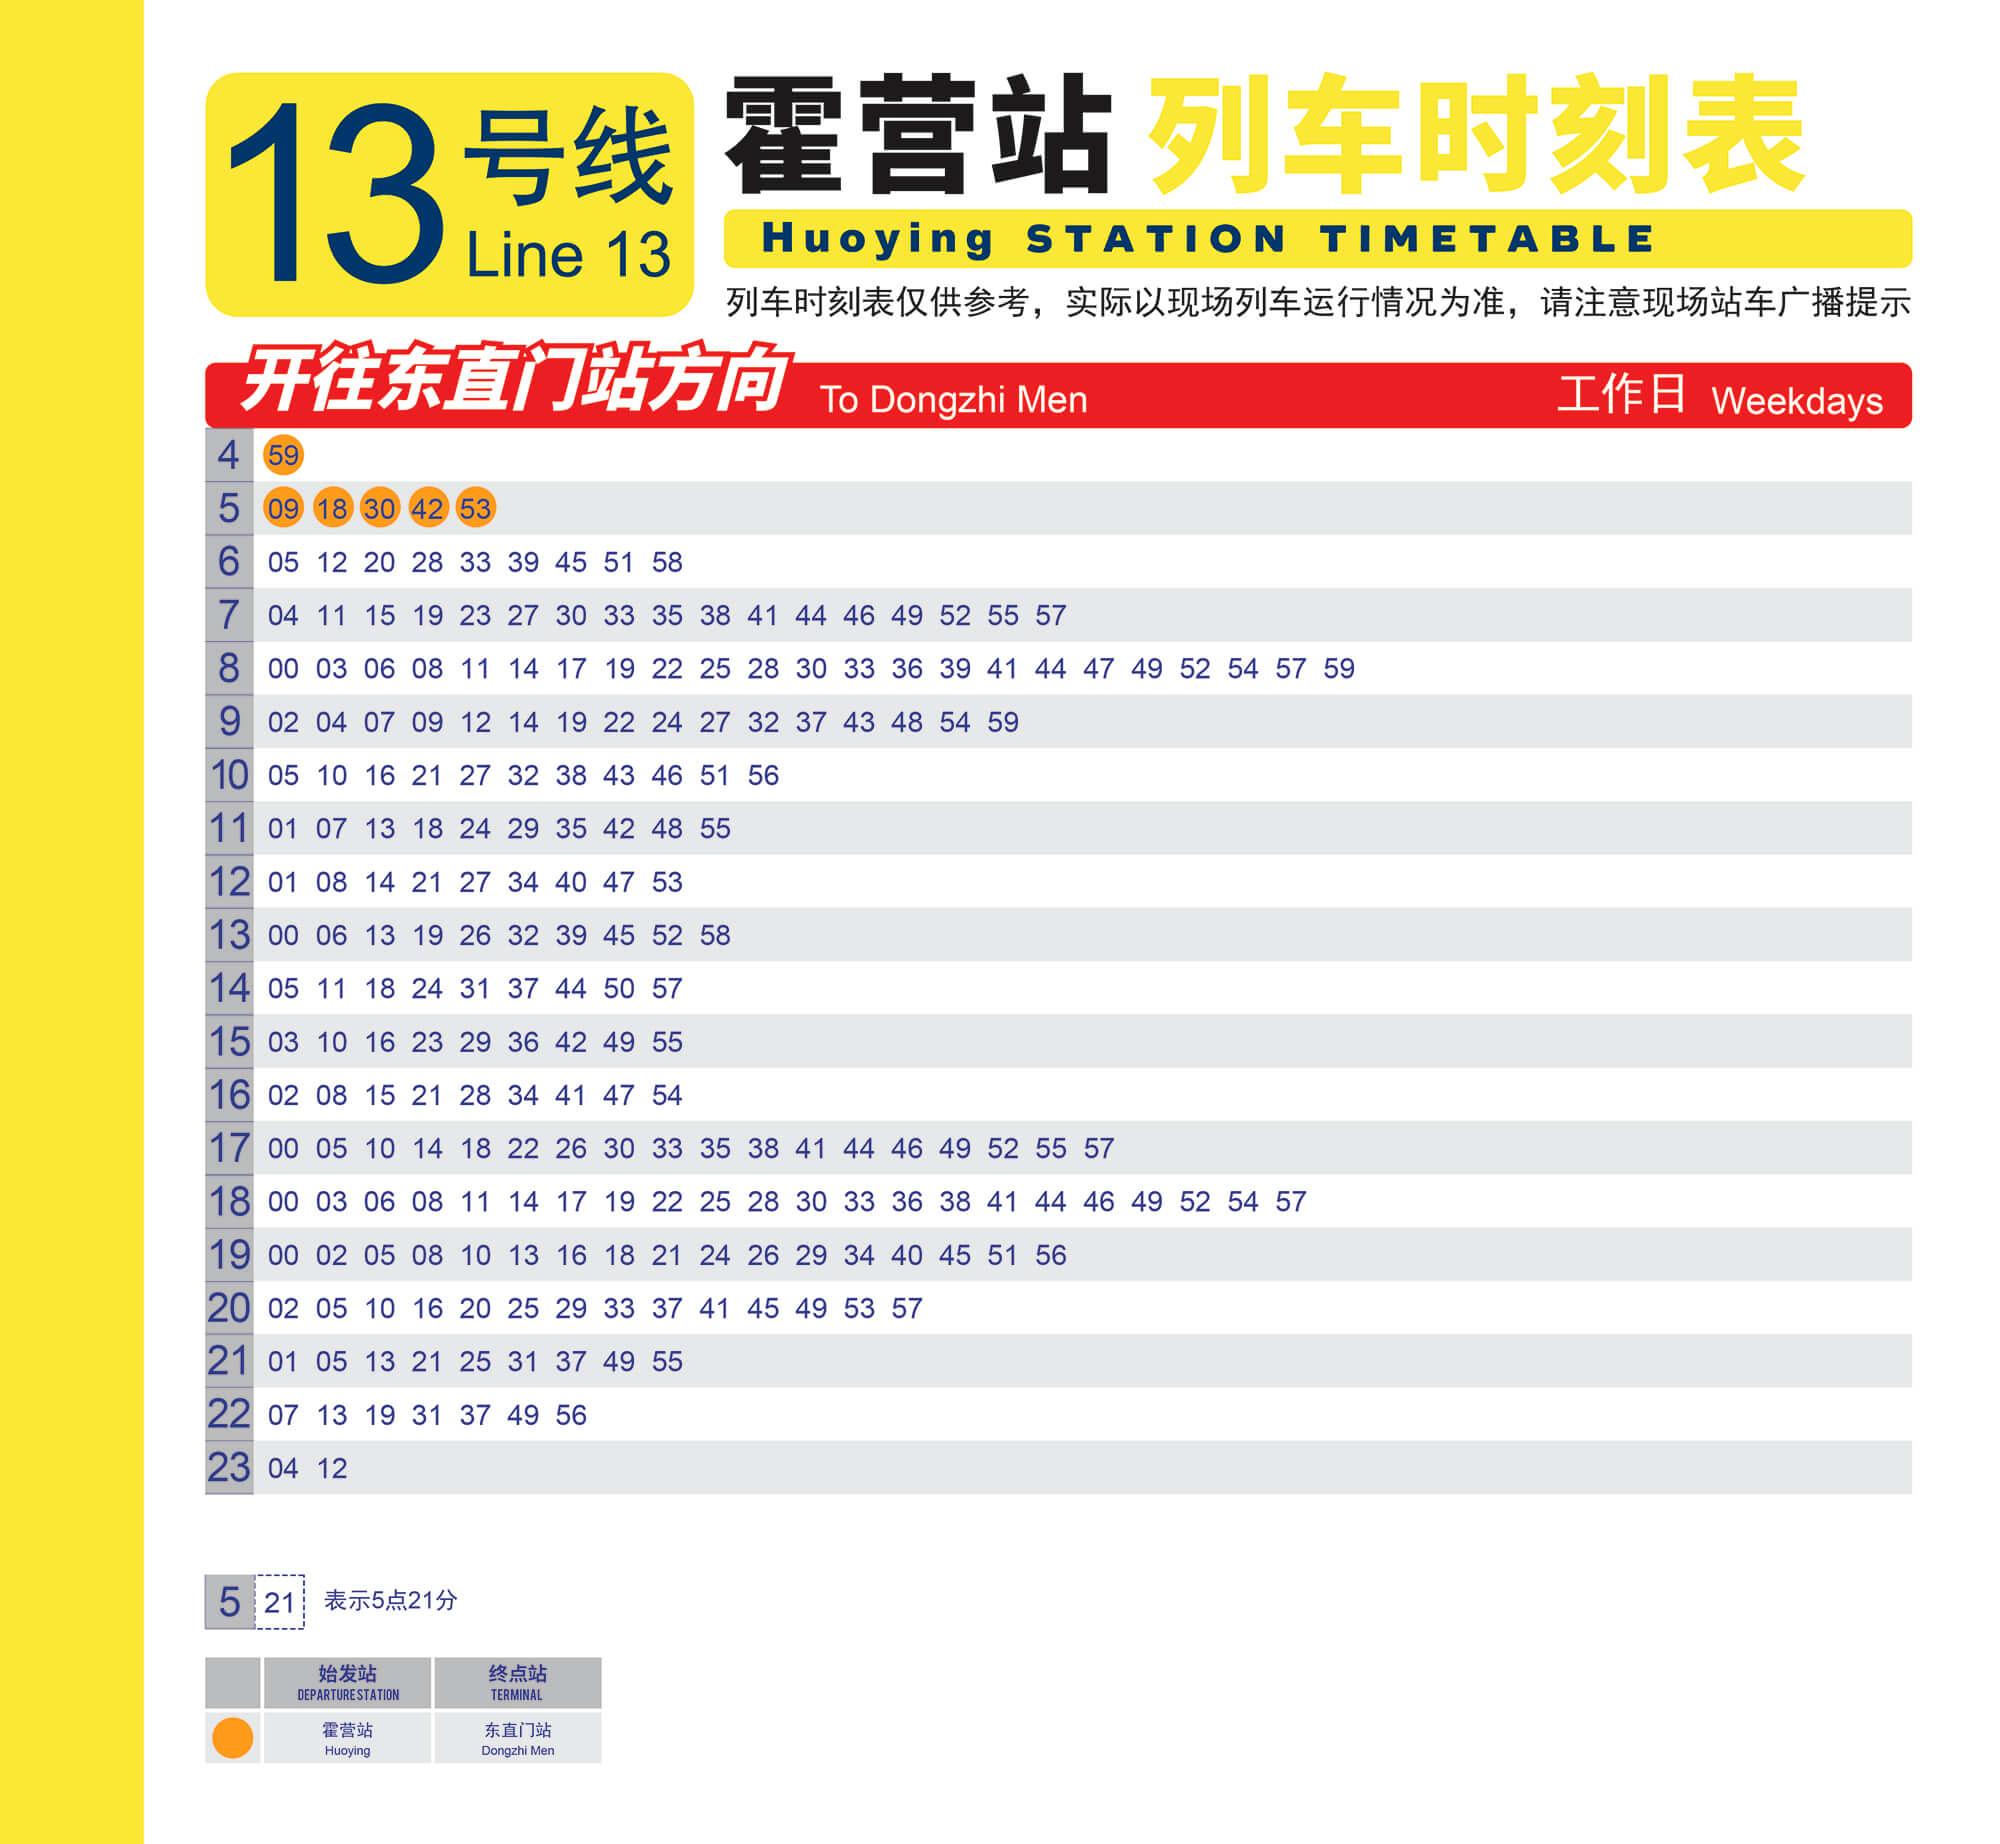 13号线
Line 13
霍营站 列车时刻表
Huoying STATION TIMETABLE
列车时刻表仅供参考，实际以现场列车运行情况为准，请注意现场站车广播提示
开往东直门站方向 To Dongzhi Men 工作日 Weekdays
4 59
5 09 18 30 42 53
6 05 12 20 28 33 39 45 51 58
7 04 11 15 19 23 27 30 33 35 38 41 44 46 49 52 55 57
8 00 03 06 08 11 14 17 19 22 25 28 30 33 36 39 41 44 47 49 52 54 57 59
9 02 04 07 09 12 14 19 22 24 27 32 37 43 48 54 59
10 05 10 16 21 27 32 38 43 46 51 56
11 01 07 13 18 24 29 35 42 48 55
12 01 08 14 21 27 34 40 47 53
13 00 06 13 19 26 32 39 45 52 58
14 05 11 18 24 31 37 44 50 57
15 03 10 16 23 29 36 42 49 55
16 02 08 15 21 28 34 41 47 54
17 00 05 10 14 18 22 26 30 33 35 38 41 44 46 49 52 55 57
18 00 03 06 08 11 14 17 19 22 25 28 30 33 36 38 41 44 46 49 52 54 57
19 00 02 05 08 10 13 16 18 21 24 26 29 34 40 45 51 56
20 02 05 10 16 20 25 29 33 37 41 45 49 53 57
21 01 05 13 21 25 31 37 49 55
22 07 13 19 31 37 49 56
23 04 12
5 21 表示5点21分
始发站 终点站
DEPARTURE STATION TERMINAL
霍营站 东直门站
Huoying Dongzhi Men